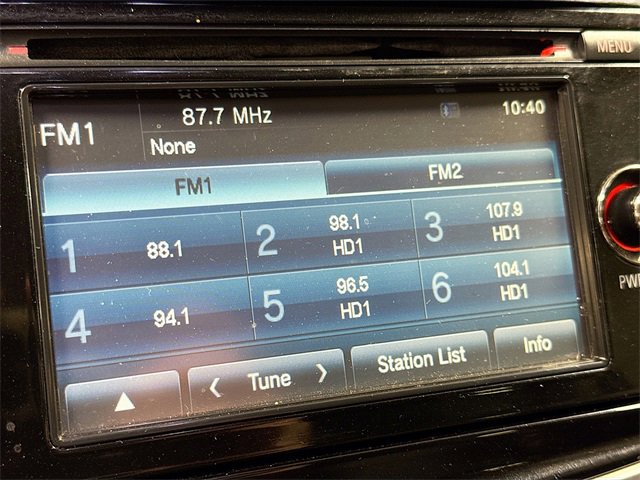 MENU
87.7 MHz
10:40
FM1
None
FM1
FM2
1 88.1
2 98.1
HD1
3 107.9
HD1
4 94.1
5 96.5
HD1
6 104.1
HD1
Tune
Station List
Info